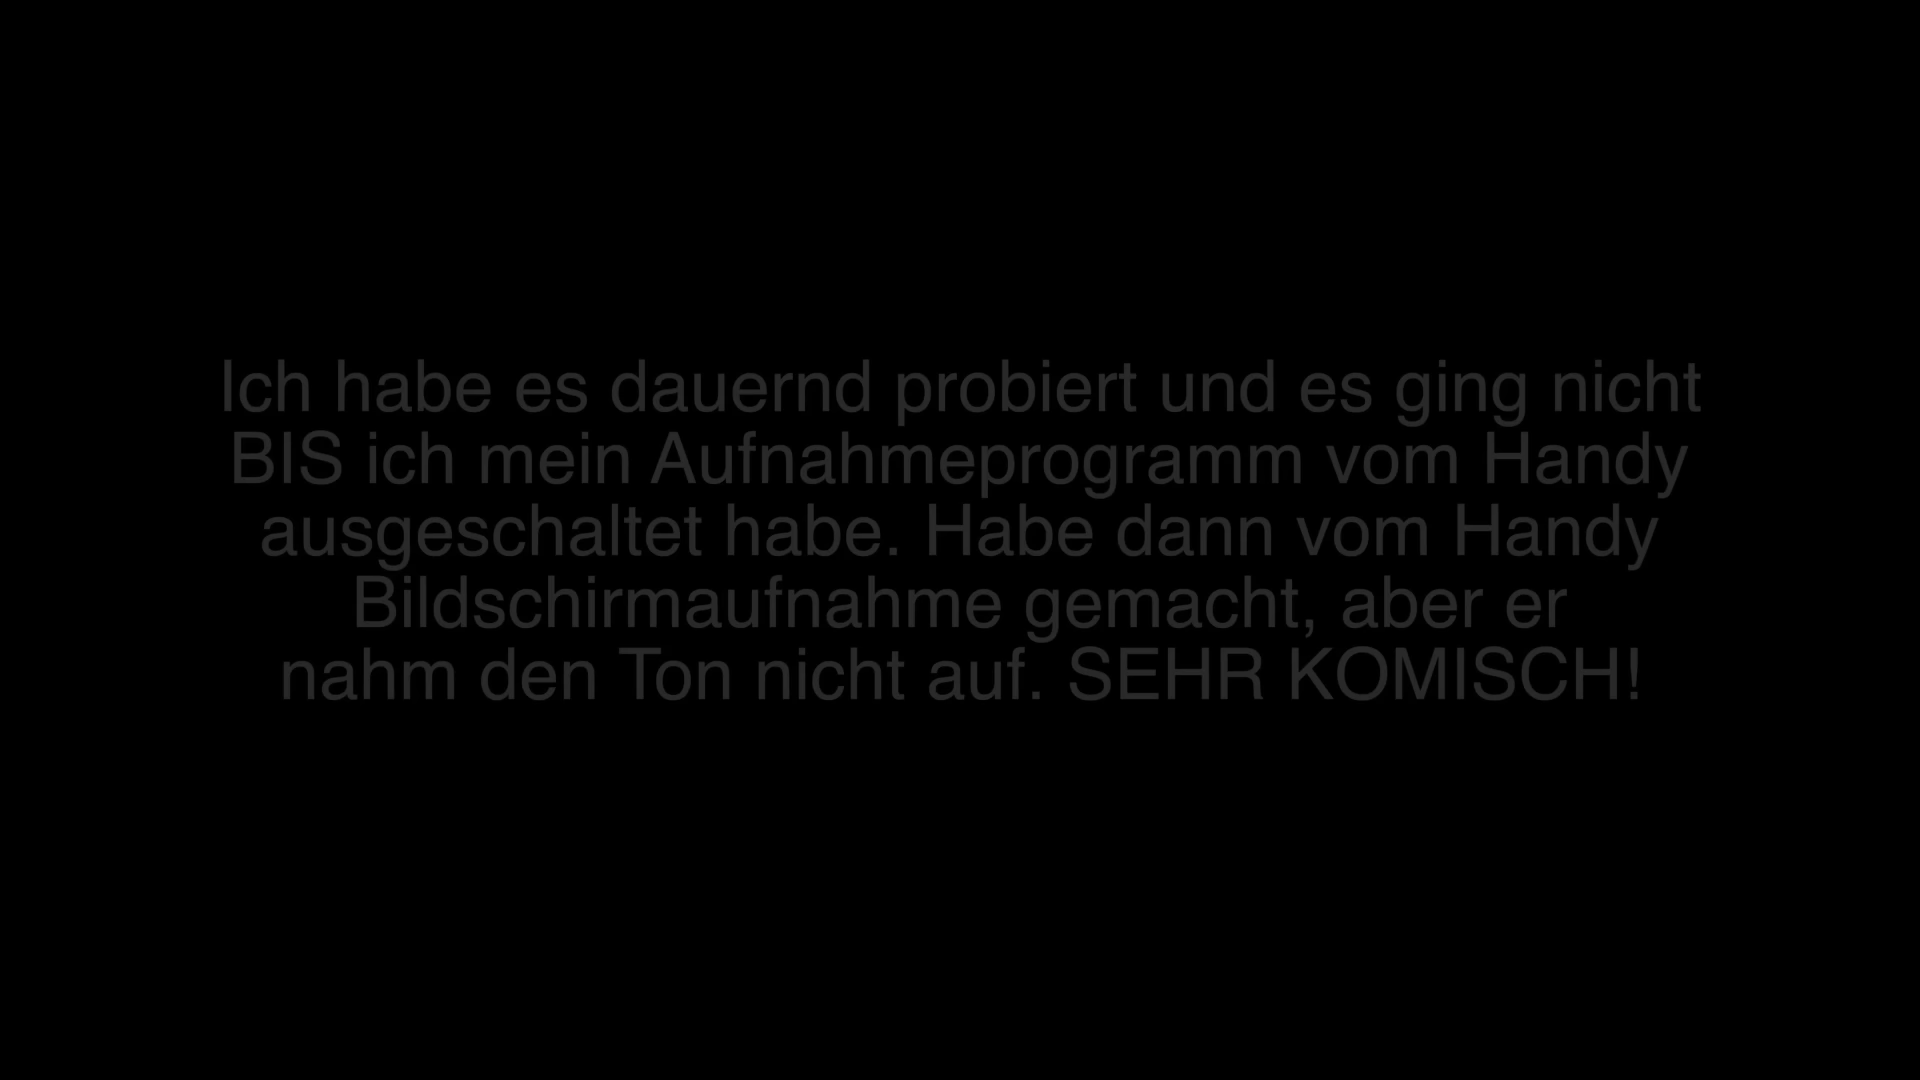 Ich habe es dauernd probiert und es ging nicht
BIS ich mein Aufnahmeprogramm vom Handy
ausgeschaltet habe. Habe dann vom Handy
Bildschirmaufnahme gemacht, aber er
nahm den Ton nicht auf. SEHR KOMISCH!